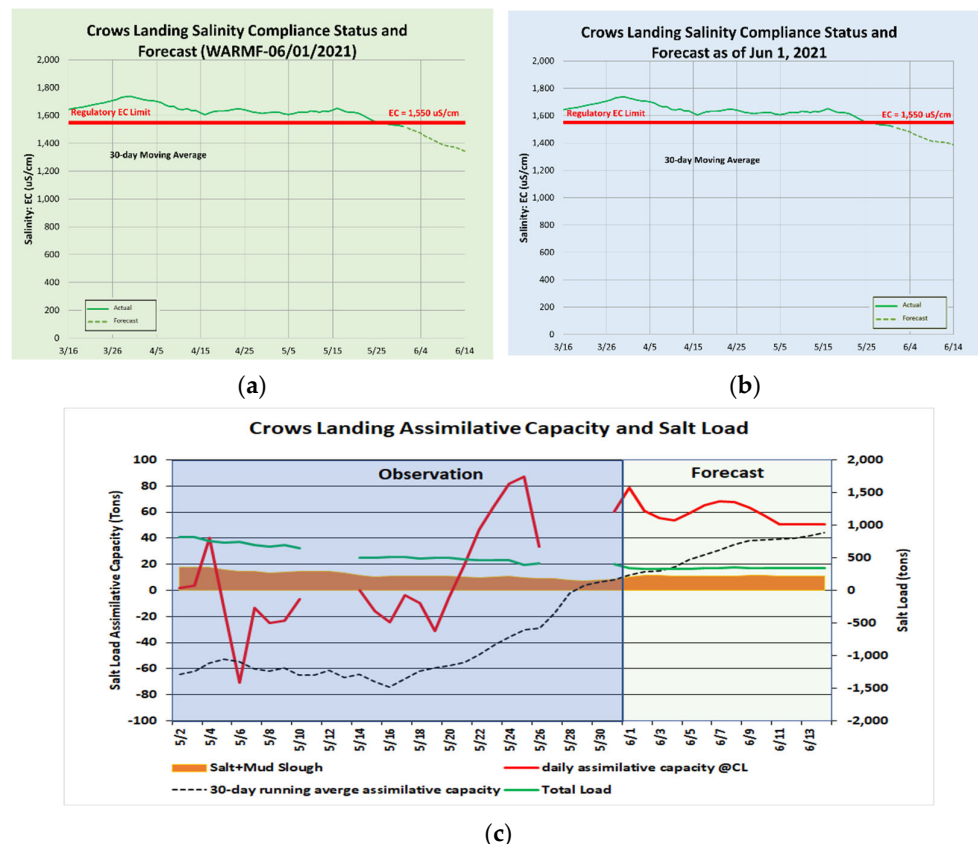 Crows Landing Salinity Compliance Status and
Forecast (WARMF-06/01/2021)
2,000
1,800
1,600
1,400
1,200
1,000
800
600
400
200
0
Salinity: EC (uS/cm)
Regulatory EC Limit
EC = 1,550 uS/cm
30-day Moving Average
Actual
Forecast
3/16 3/26 4/5 4/15 4/25 5/5 5/15 5/25 6/4 6/14
(a)
Crows Landing Salinity Compliance Status and
Forecast as of Jun 1, 2021
2,000
1,800
1,600
1,400
1,200
1,000
800
600
400
200
0
Salinity: EC (uS/cm)
Regulatory EC Limit
EC = 1,550 uS/cm
30-day Moving Average
Actual
Forecast
3/16 3/26 4/5 4/15 4/25 5/5 5/15 5/25 6/4 6/14
(b)
Crows Landing Assimilative Capacity and Salt Load
Observation
Forecast
Salt Load Assimilative Capacity (Tons)
100
80
60
40
20
0
-20
-40
-60
-80
-100
2,000
1,500
1,000
500
0
-500
-1,000
-1,500
-2,000
Salt Load (tons)
5/2 5/4 5/6 5/8 5/10 5/12 5/14 5/16 5/18 5/20 5/22 5/24 5/26 5/28 5/30 6/1 6/3 6/5 6/7 6/9 6/11 6/13
Salt+Mud Slough
daily assimilative capacity @CL
30-day running averge assimilative capacity
Total Load
(c)